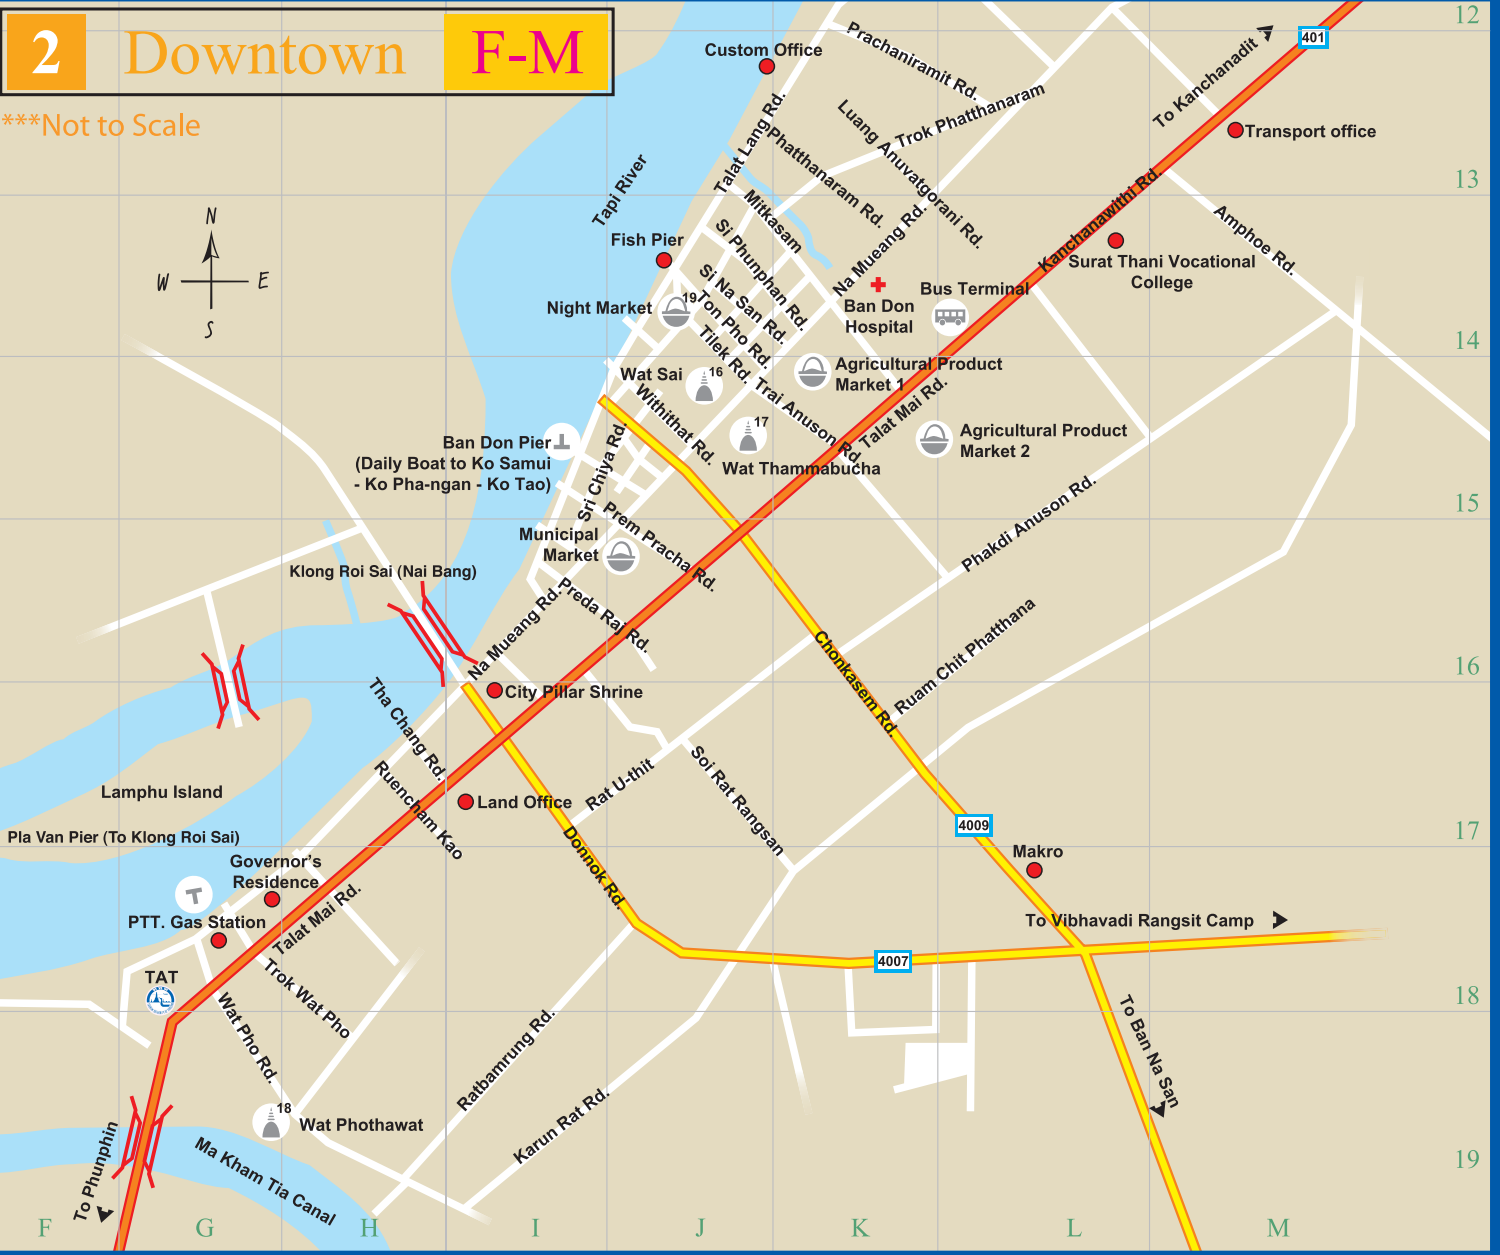 2 Downtown F-M
***Not to Scale
12
13
14
15
16
17
18
19
F G H I J K L M
N
W E
S
Custom Office
Prachaniramit Rd.
Trok Phatthanaram
Luang Anuvatgorani Rd.
To Kanchanadit
401
Transport office
Talat Lang Rd.
Phatthanaram Rd.
Tapi River
Mitkasam
Na Mueang Rd.
Kanchanawithi Rd.
Amphoe Rd.
Fish Pier
Si Phunphan Rd.
Surat Thani Vocational
College
Si Na San Rd.
Bus Terminal
Ban Don
Hospital
Night Market
19
Ton Pho Rd.
Tilek Rd.
Wat Sai
16
Agricultural Product
Market 1
Talat Mai Rd.
Trai Anuson Rd.
Withithat Rd.
17
Wat Thammabucha
Agricultural Product
Market 2
Ban Don Pier
(Daily Boat to Ko Samui
- Ko Pha-ngan - Ko Tao)
Sri Chiya Rd.
Prem Pracha Rd.
Phakdi Anuson Rd.
Municipal
Market
Klong Roi Sai (Nai Bang)
Preda Raj Rd.
Na Mueang Rd.
Chonkasem Rd.
Ruam Chit Phatthana
City Pillar Shrine
Tha Chang Rd.
Ruencham Kao
Land Office
Rat U-thit
Soi Rat Rangsan
Lamphu Island
Pla Van Pier (To Klong Roi Sai)
Donnok Rd.
4009
Makro
Governor's
Residence
PTT. Gas Station
Talat Mai Rd.
To Vibhavadi Rangsit Camp
4007
TAT
Trok Wat Pho
Wat Pho Rd.
Ratbamrung Rd.
To Ban Na San
Karun Rat Rd.
18
Wat Phothawat
Ma Kham Tia Canal
To Phunphin